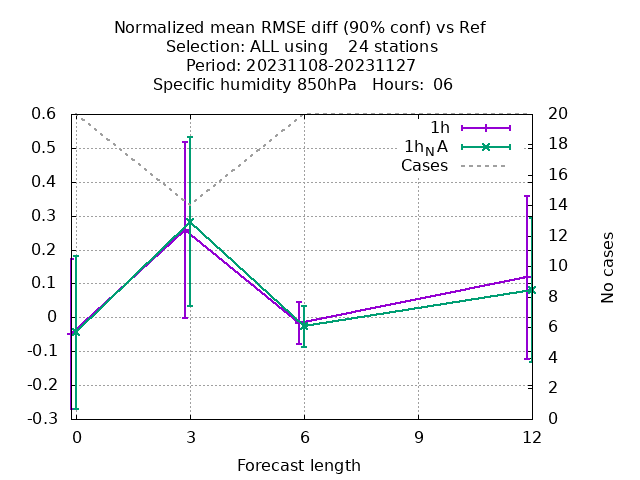 Normalized mean RMSE diff (90% conf) vs Ref
Selection: ALL using    24 stations
Period: 20231108-20231127
Specific humidity 850hPa   Hours:  06
1h
1h_NA
Cases
0.6
0.5
0.4
0.3
0.2
0.1
0
-0.1
-0.2
-0.3
20
18
16
14
12
10
8
6
4
2
0
No cases
0 3 6 9 12
Forecast length